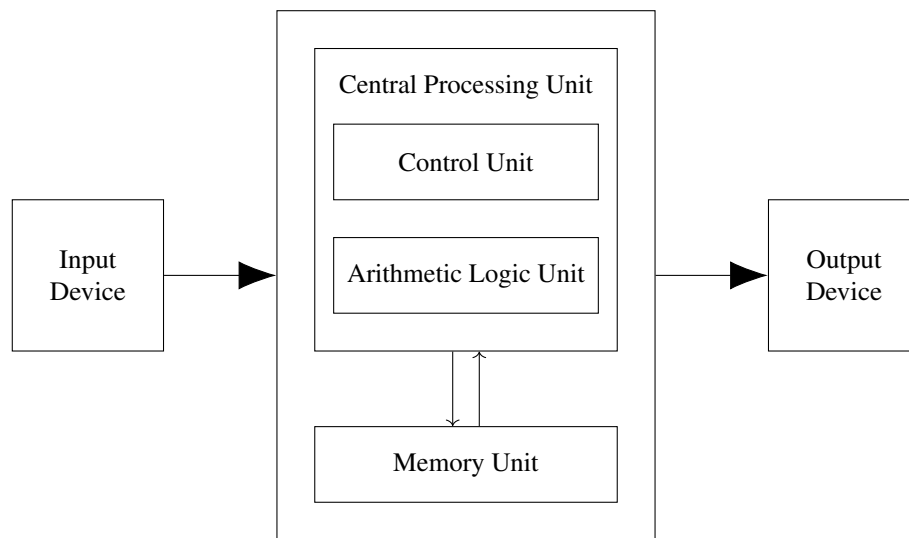 Central Processing Unit
Control Unit
Input
Device
Arithmetic Logic Unit
Output
Device
Memory Unit